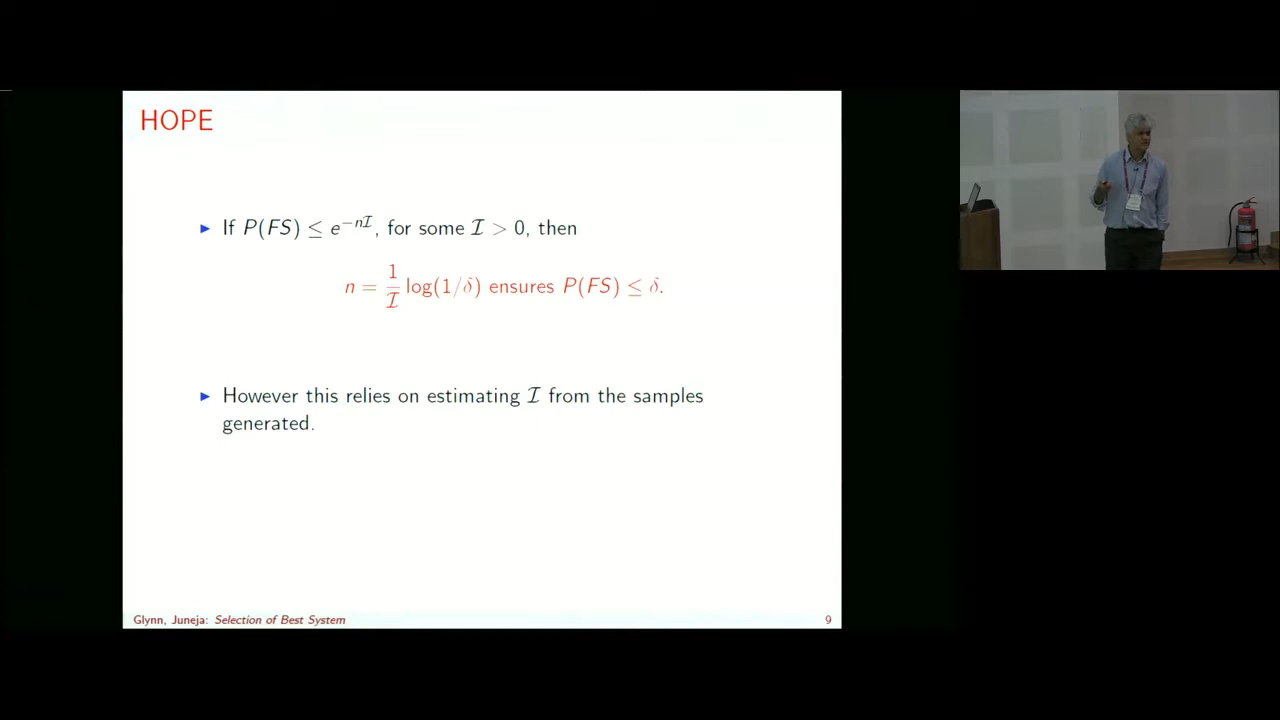 HOPE
▶ If P(FS) ≤ e^{−nℐ}, for some ℐ > 0, then
n = \frac{1}{ℐ} log(1/δ) ensures P(FS) ≤ δ.
▶ However this relies on estimating ℐ from the samples
generated.
Glynn, Juneja: Selection of Best System 9